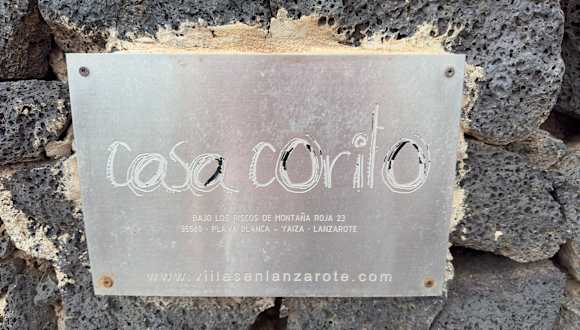 casa corito
BAJO LOS RISCOS DE MONTAÑA ROJA 23
35580 - PLAYA BLANCA - YAIZA - LANZAROTE
www.villasenlanzarote.com